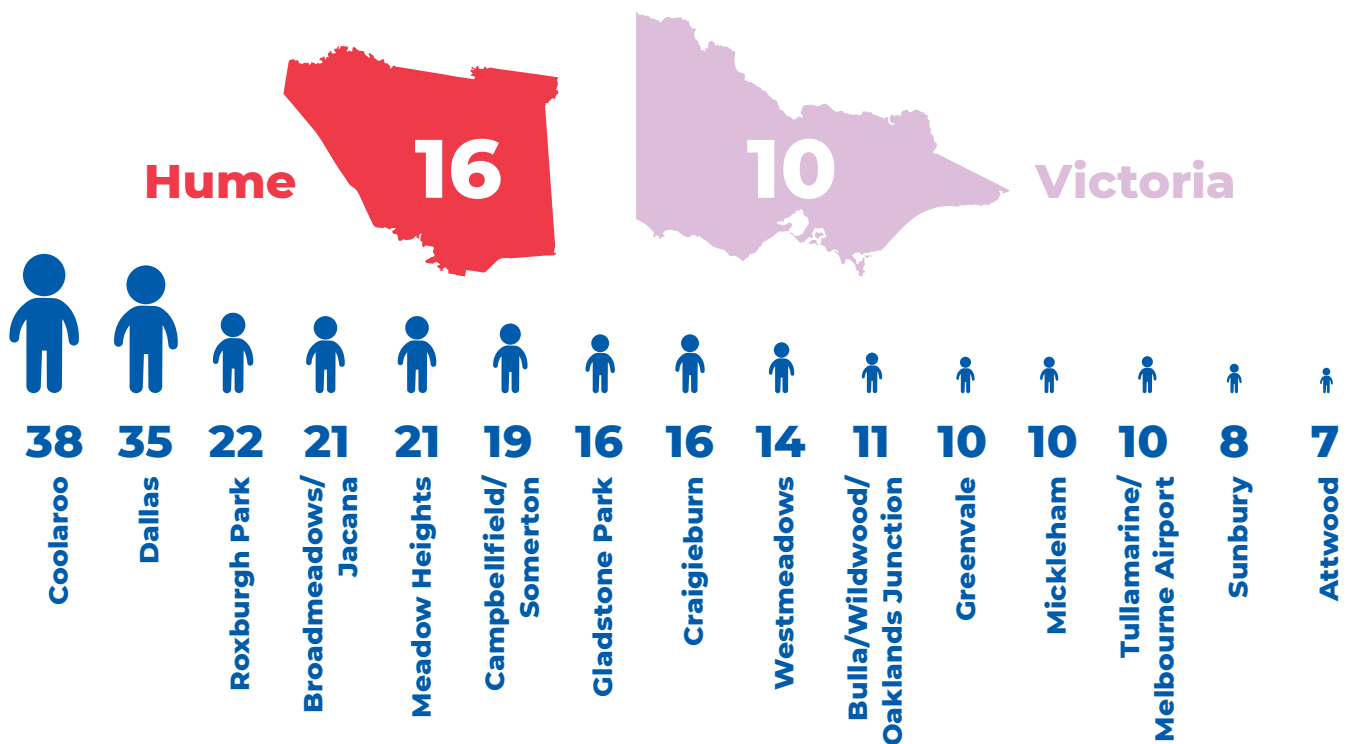 Hume
16
10
Victoria
38
Coolaroo
35
Dallas
22
Roxburgh Park
21
Broadmeadows/
Jacana
21
Meadow Heights
19
Campbellfield/
Somerton
16
Gladstone Park
16
Craigieburn
14
Westmeadows
11
Bulla/Wildwood/
Oaklands Junction
10
Greenvale
10
Mickleham
10
Tullamarine/
Melbourne Airport
8
Sunbury
7
Attwood